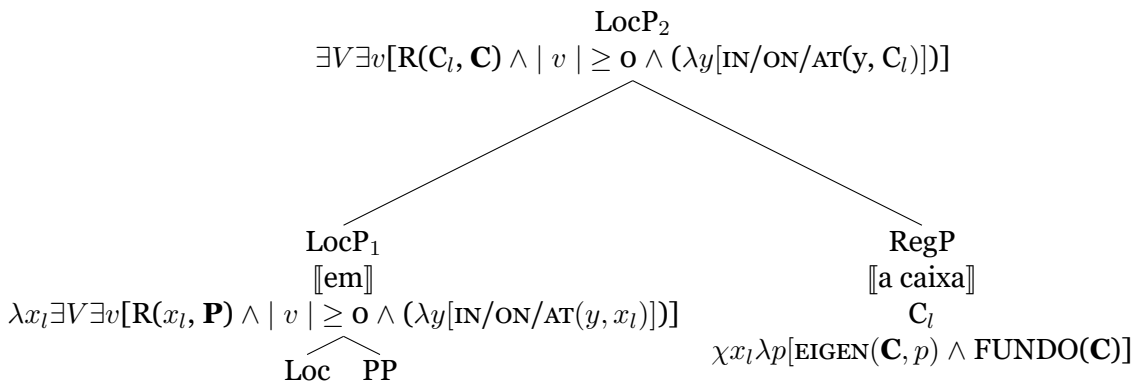 LocP₂
∃V∃v[R(C_l, C) ∧ | v | ≥ 0 ∧ (λy[IN/ON/AT(y, C_l)])]
LocP₁
⟦em⟧
λx_l∃V∃v[R(x_l, P) ∧ | v | ≥ 0 ∧ (λy[IN/ON/AT(y, x_l)])]
Loc PP
RegP
⟦a caixa⟧
C_l
χx_lλp[EIGEN(C, p) ∧ FUNDO(C)]